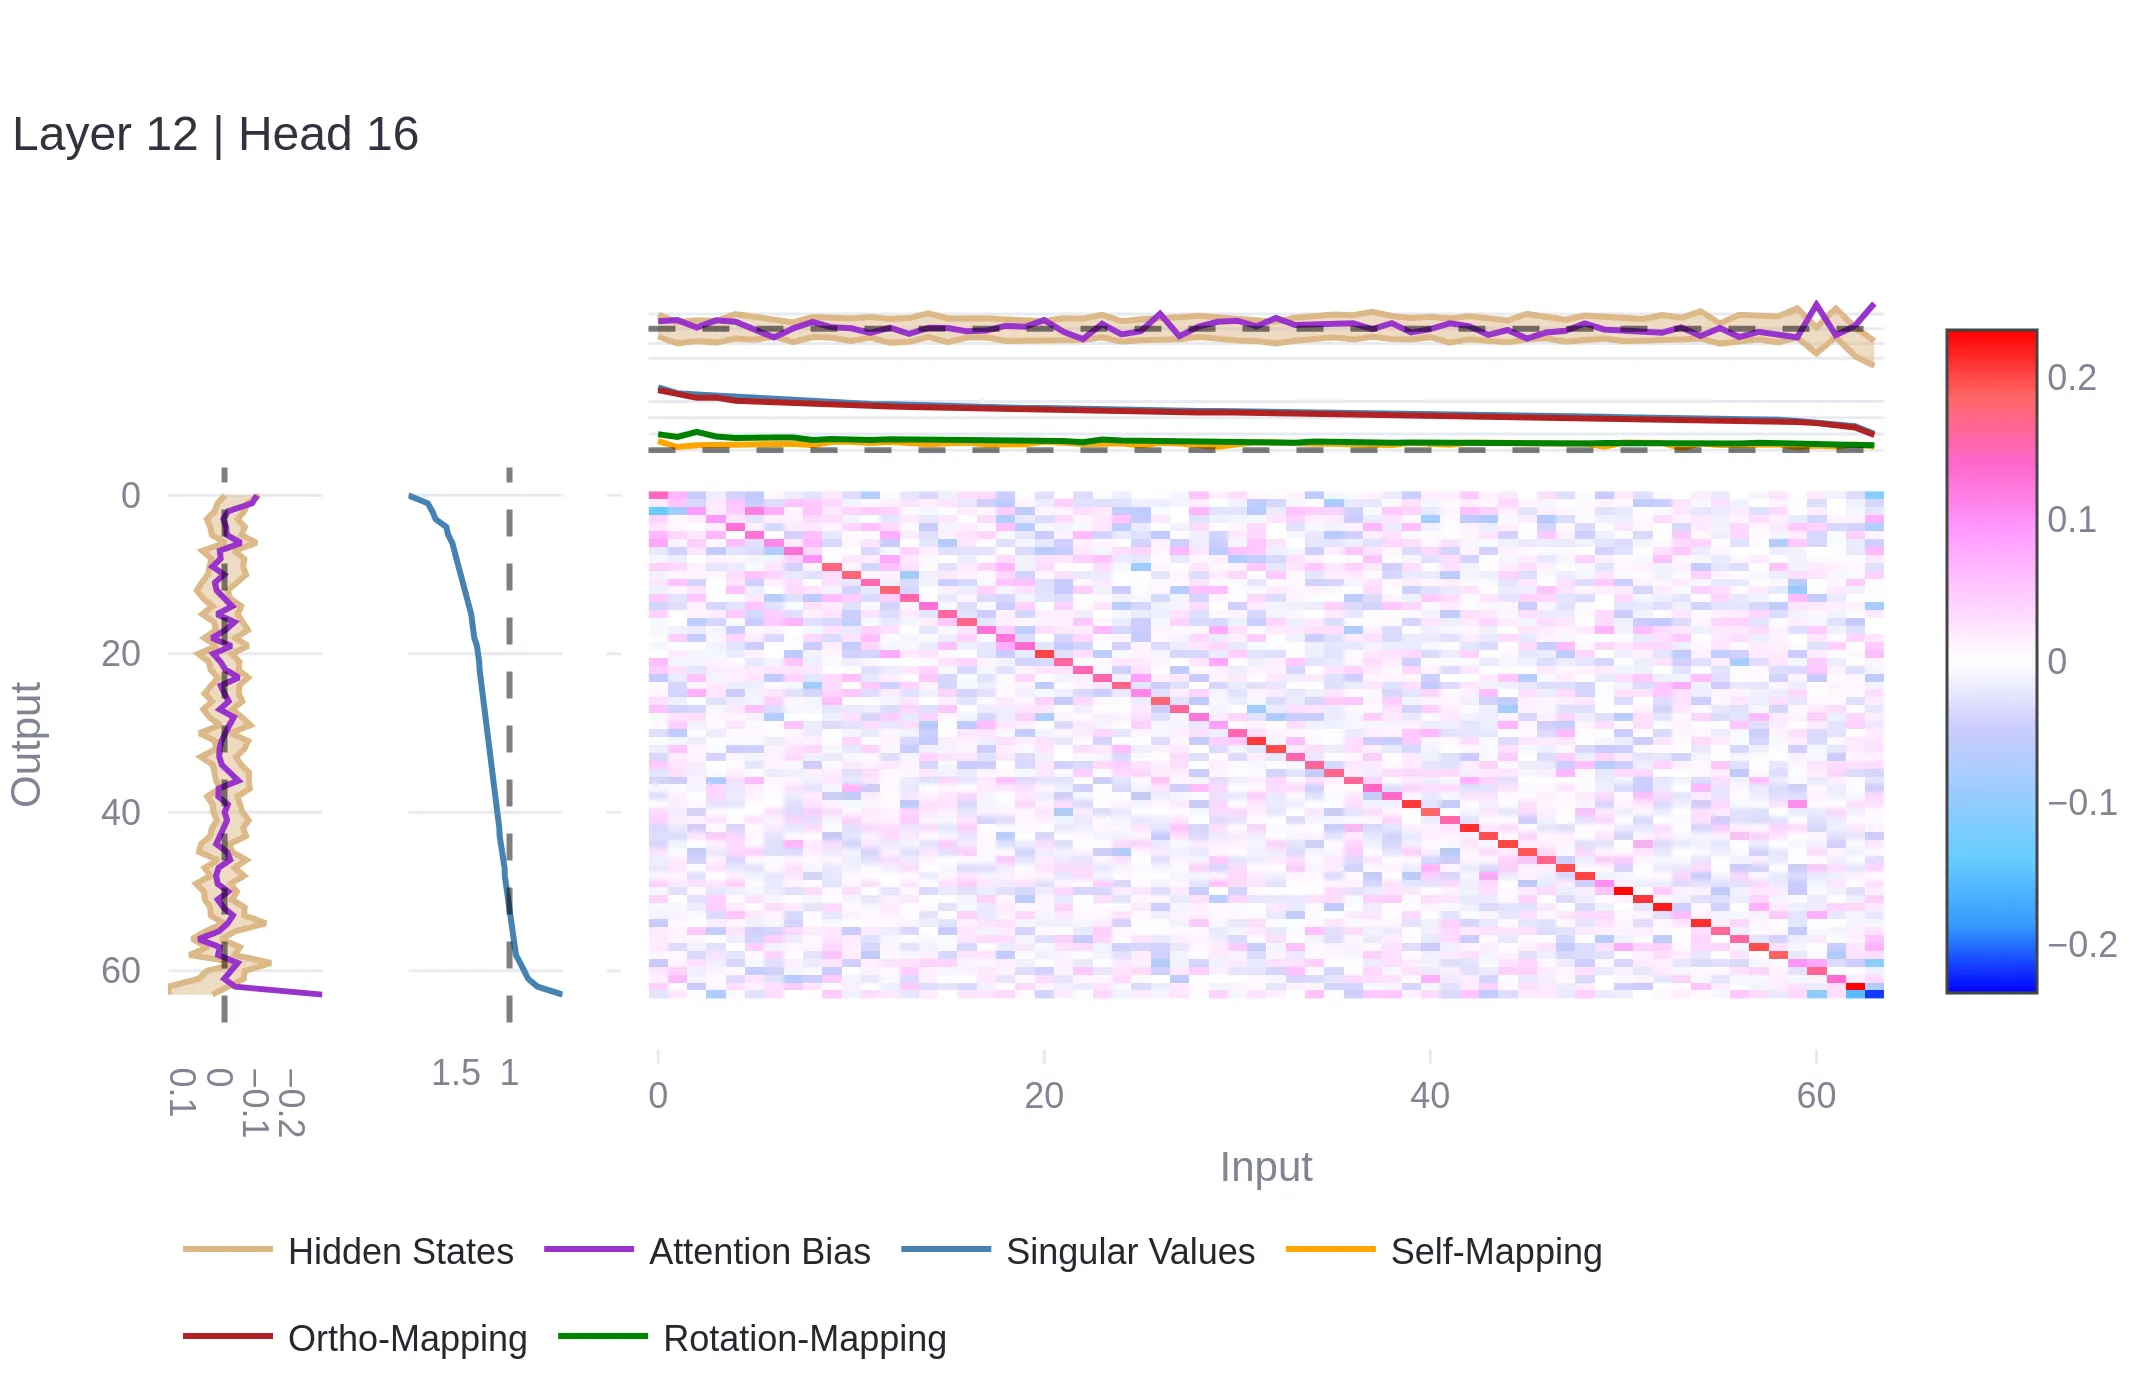 Layer 12 | Head 16
0
20
40
60
Output
0.1
0
−0.1
−0.2
1.5
1
0
20
40
60
Input
0.2
0.1
0
−0.1
−0.2
Hidden States
Attention Bias
Singular Values
Self-Mapping
Ortho-Mapping
Rotation-Mapping